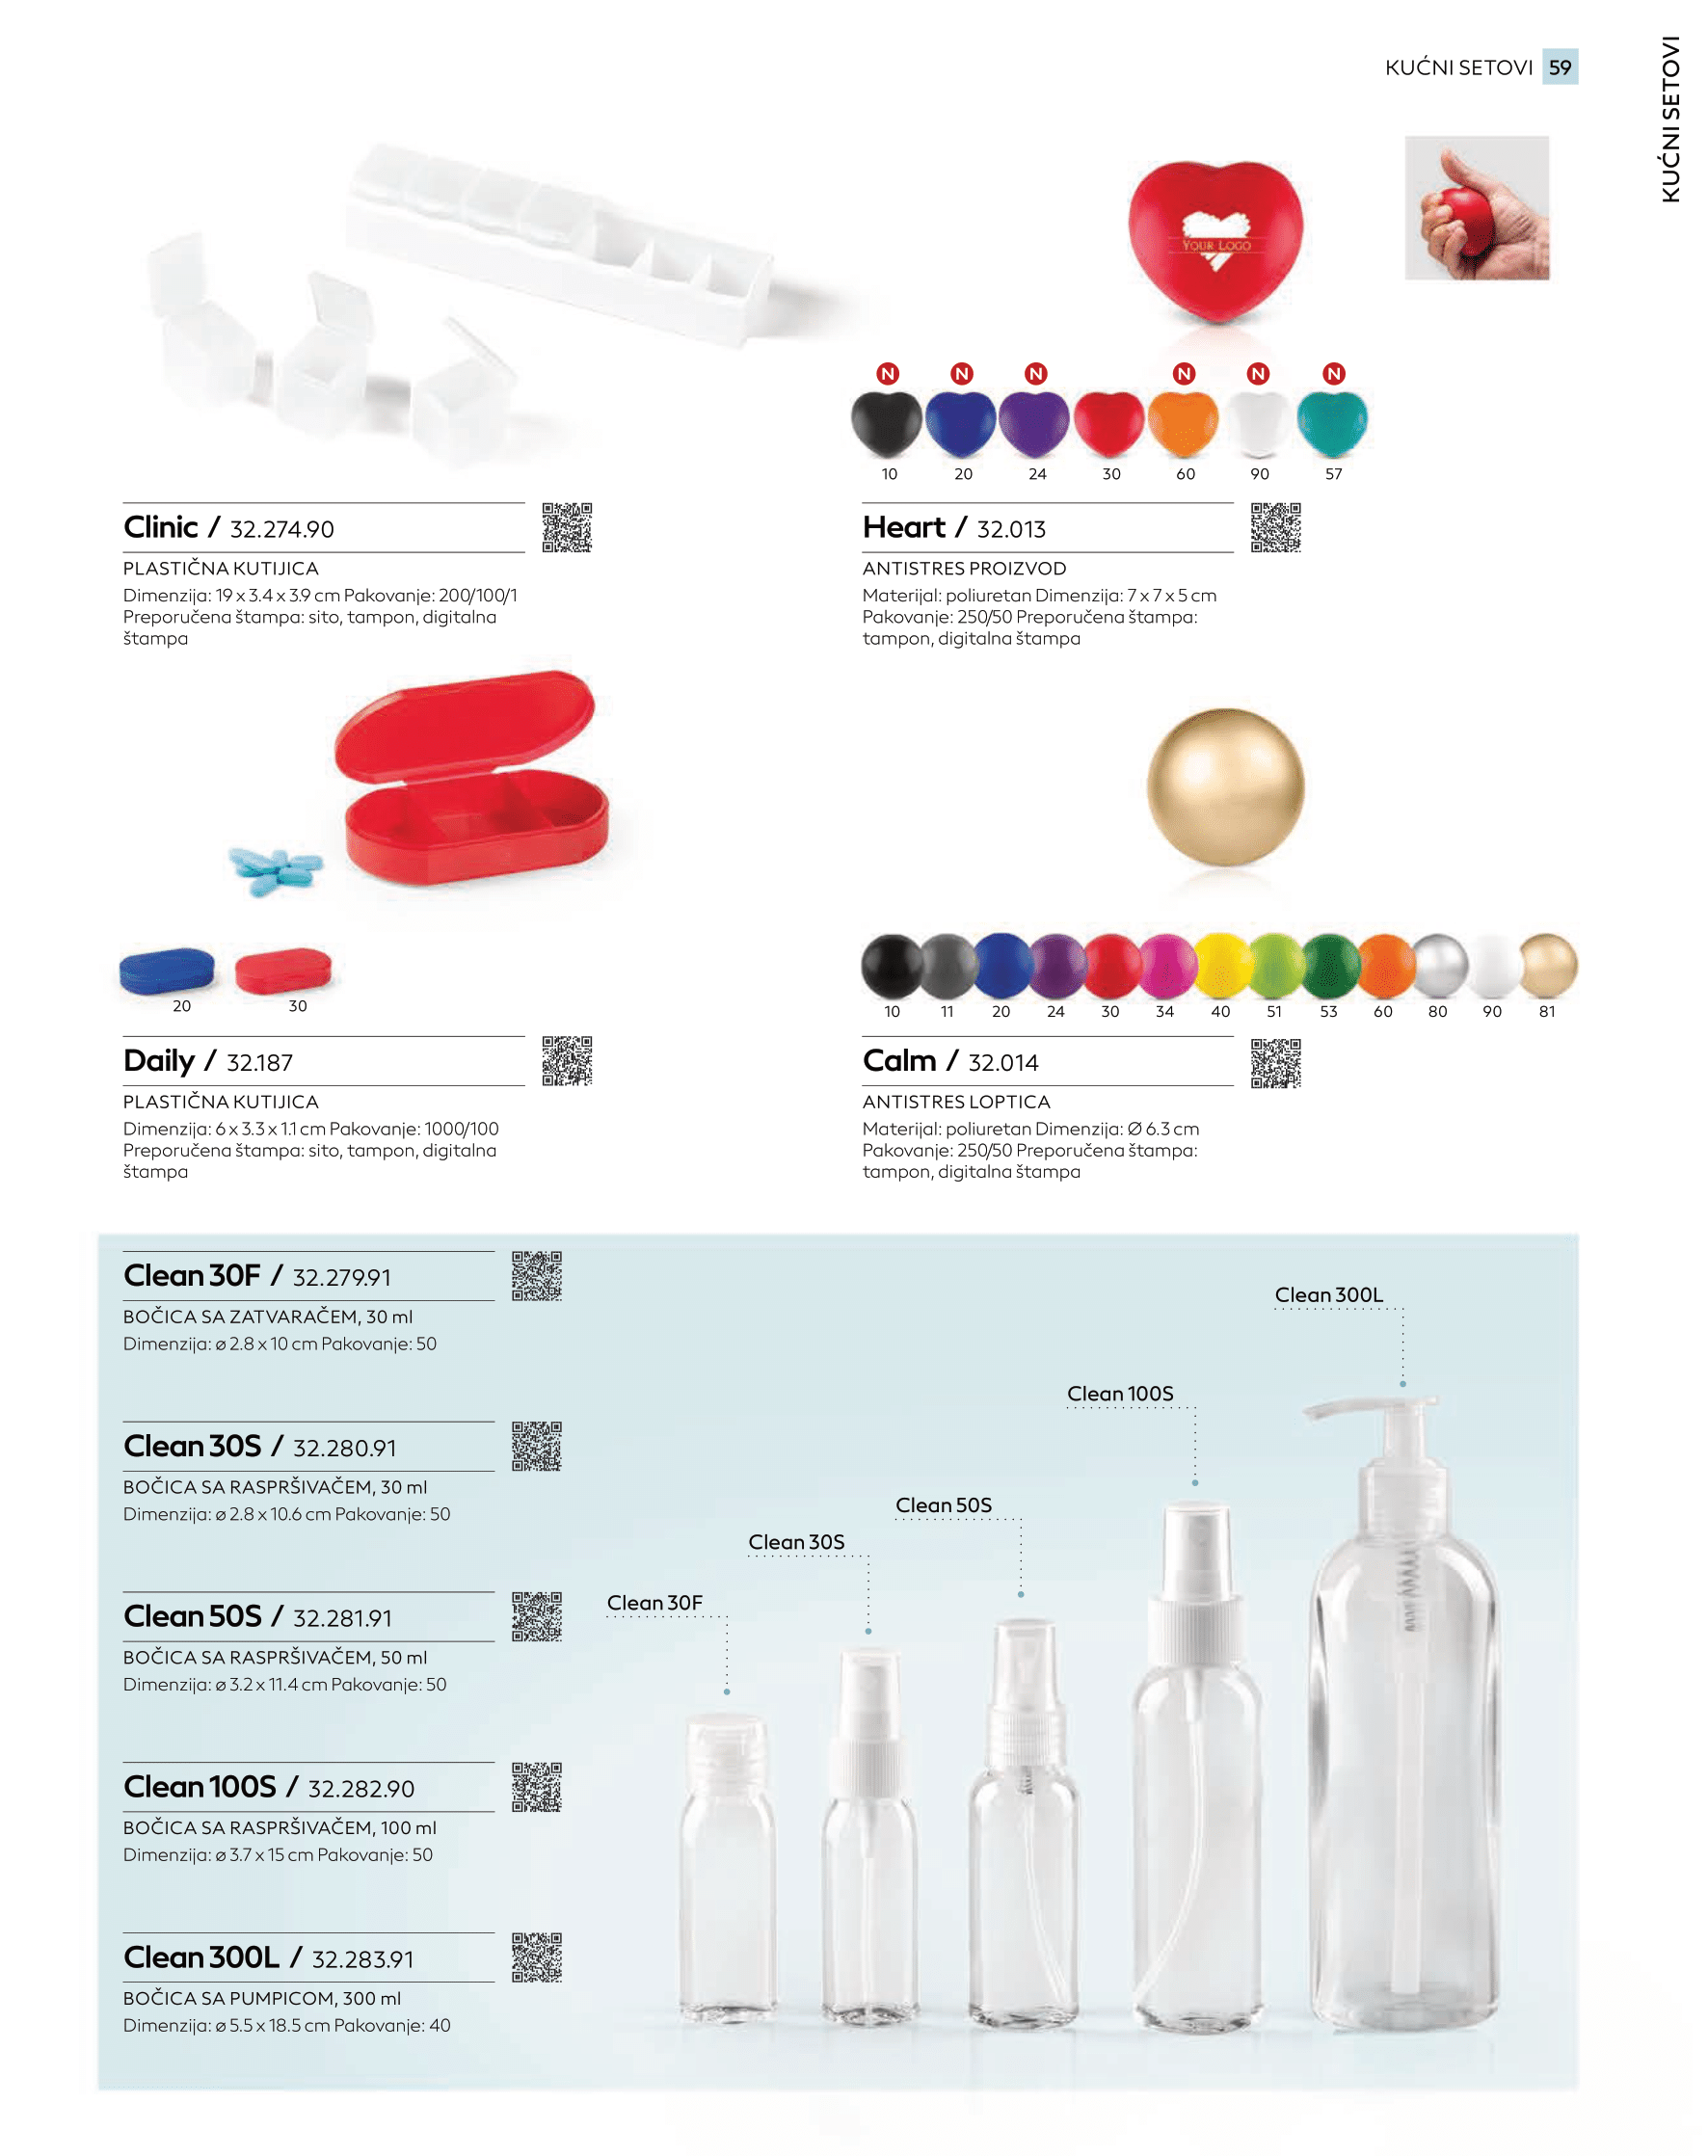 KUĆNI SETOVI 59
KUĆNI SETOVI
YOUR LOGO
N N N N N N
10 20 24 30 60 90 57
Clinic / 32.274.90
PLASTIČNA KUTIJICA
Dimenzija: 19 x 3.4 x 3.9 cm Pakovanje: 200/100/1
Preporučena štampa: sito, tampon, digitalna
štampa
Heart / 32.013
ANTISTRES PROIZVOD
Materijal: poliuretan Dimenzija: 7 x 7 x 5 cm
Pakovanje: 250/50 Preporučena štampa:
tampon, digitalna štampa
20 30
Daily / 32.187
PLASTIČNA KUTIJICA
Dimenzija: 6 x 3.3 x 1.1 cm Pakovanje: 1000/100
Preporučena štampa: sito, tampon, digitalna
štampa
10 11 20 24 30 34 40 51 53 60 80 90 81
Calm / 32.014
ANTISTRES LOPTICA
Materijal: poliuretan Dimenzija: Ø 6.3 cm
Pakovanje: 250/50 Preporučena štampa:
tampon, digitalna štampa
Clean 30F / 32.279.91
BOČICA SA ZATVARAČEM, 30 ml
Dimenzija: ø 2.8 x 10 cm Pakovanje: 50
Clean 30S / 32.280.91
BOČICA SA RASPRŠIVAČEM, 30 ml
Dimenzija: ø 2.8 x 10.6 cm Pakovanje: 50
Clean 50S / 32.281.91
BOČICA SA RASPRŠIVAČEM, 50 ml
Dimenzija: ø 3.2 x 11.4 cm Pakovanje: 50
Clean 100S / 32.282.90
BOČICA SA RASPRŠIVAČEM, 100 ml
Dimenzija: ø 3.7 x 15 cm Pakovanje: 50
Clean 300L / 32.283.91
BOČICA SA PUMPICOM, 300 ml
Dimenzija: ø 5.5 x 18.5 cm Pakovanje: 40
Clean 30F
Clean 30S
Clean 50S
Clean 100S
Clean 300L